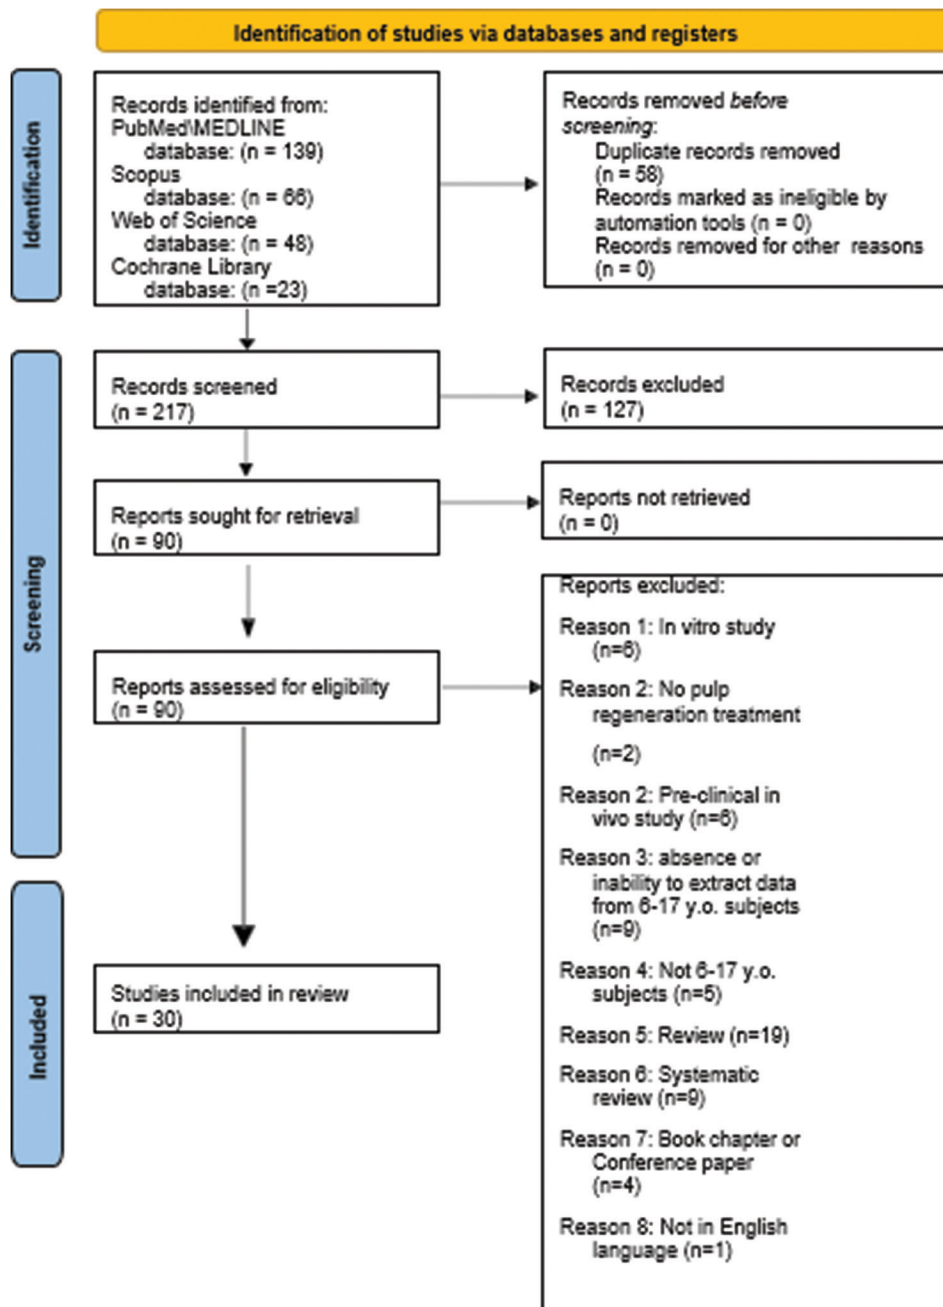 Identification of studies via databases and registers
Identification
Records identified from:
PubMed\MEDLINE
database: (n = 139)
Scopus
database: (n = 66)
Web of Science
database: (n = 48)
Cochrane Library
database: (n =23)
Records removed before
screening:
Duplicate records removed
(n = 58)
Records marked as ineligible by
automation tools (n = 0)
Records removed for other reasons
(n = 0)
Screening
Records screened
(n = 217)
Records excluded
(n = 127)
Reports sought for retrieval
(n = 90)
Reports not retrieved
(n = 0)
Reports assessed for eligibility
(n = 90)
Reports excluded:
Reason 1: In vitro study
(n=6)
Reason 2: No pulp
regeneration treatment
(n=2)
Reason 2: Pre-clinical in
vivo study (n=6)
Reason 3: absence or
inability to extract data
from 6-17 y.o. subjects
(n=9)
Reason 4: Not 6-17 y.o.
subjects (n=5)
Reason 5: Review (n=19)
Reason 6: Systematic
review (n=9)
Reason 7: Book chapter or
Conference paper
(n=4)
Reason 8: Not in English
language (n=1)
Included
Studies included in review
(n = 30)